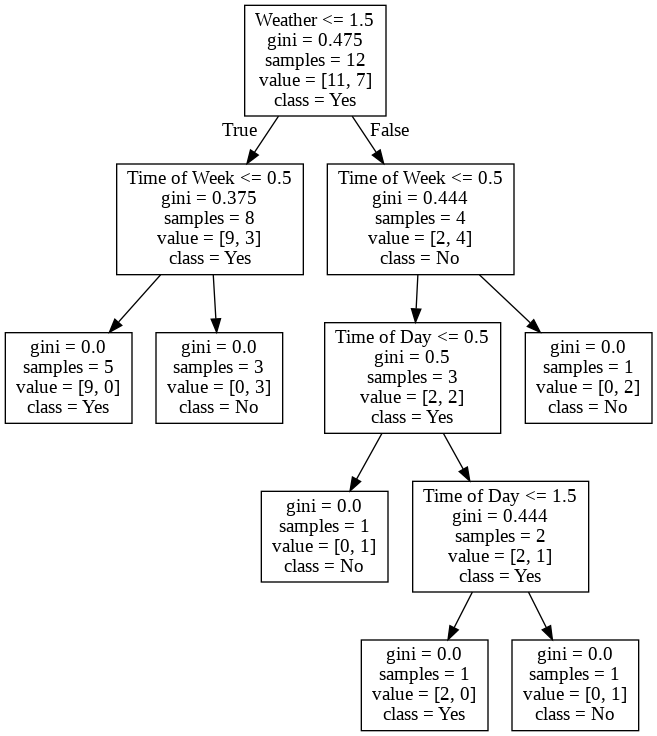 Weather <= 1.5
gini = 0.475
samples = 12
value = [11, 7]
class = Yes
True
False
Time of Week <= 0.5
gini = 0.375
samples = 8
value = [9, 3]
class = Yes
Time of Week <= 0.5
gini = 0.444
samples = 4
value = [2, 4]
class = No
gini = 0.0
samples = 5
value = [9, 0]
class = Yes
gini = 0.0
samples = 3
value = [0, 3]
class = No
Time of Day <= 0.5
gini = 0.5
samples = 3
value = [2, 2]
class = Yes
gini = 0.0
samples = 1
value = [0, 2]
class = No
gini = 0.0
samples = 1
value = [0, 1]
class = No
Time of Day <= 1.5
gini = 0.444
samples = 2
value = [2, 1]
class = Yes
gini = 0.0
samples = 1
value = [2, 0]
class = Yes
gini = 0.0
samples = 1
value = [0, 1]
class = No